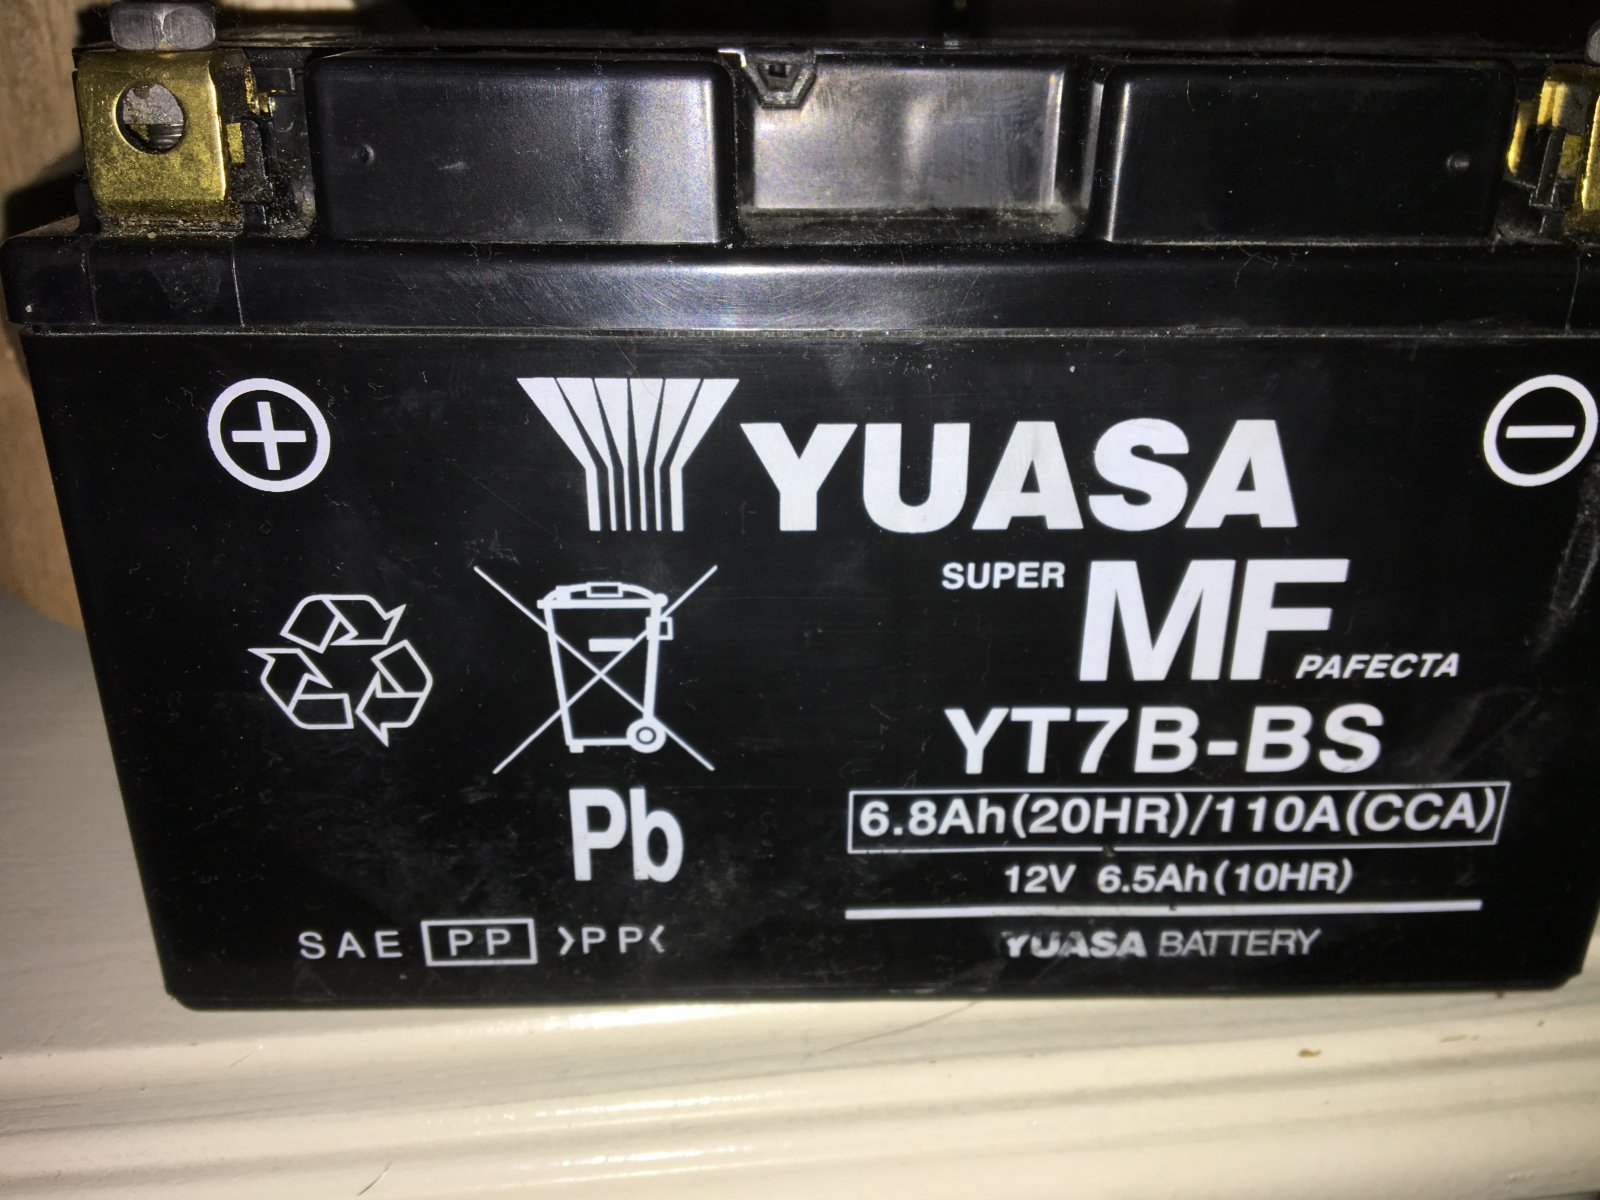 YUASA
SUPER MF PAFECTA
YT7B-BS
6.8Ah(20HR)/110A(CCA)
12V 6.5Ah(10HR)
YUASA BATTERY
Pb
SAE PP >PP<